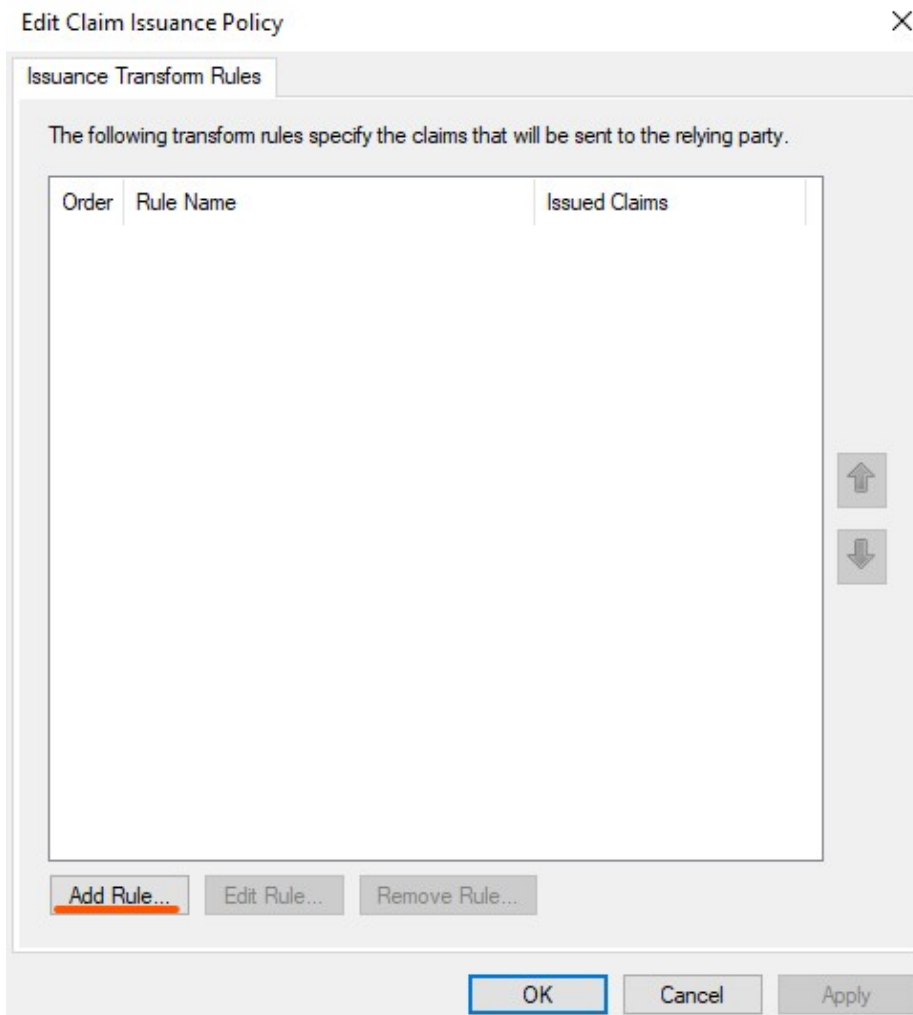 Edit Claim Issuance Policy
Issuance Transform Rules
The following transform rules specify the claims that will be sent to the relying party.
Order Rule Name Issued Claims
Add Rule... Edit Rule... Remove Rule...
OK Cancel Apply